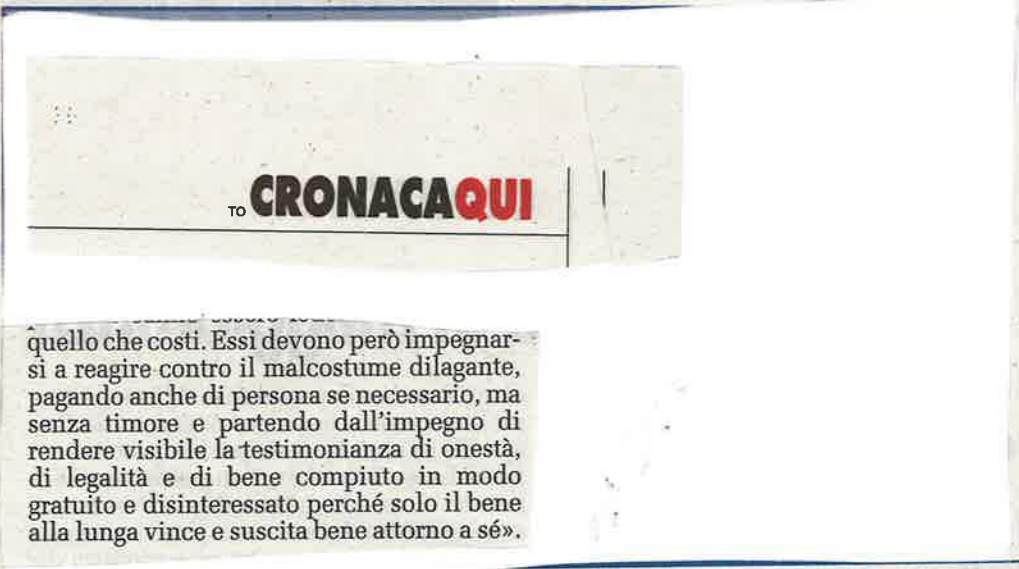 TO CRONACAQUI
quello che costi. Essi devono però impegnar-
si a reagire contro il malcostume dilagante,
pagando anche di persona se necessario, ma
senza timore e partendo dall'impegno di
rendere visibile la testimonianza di onestà,
di legalità e di bene compiuto in modo
gratuito e disinteressato perché solo il bene
alla lunga vince e suscita bene attorno a sé».